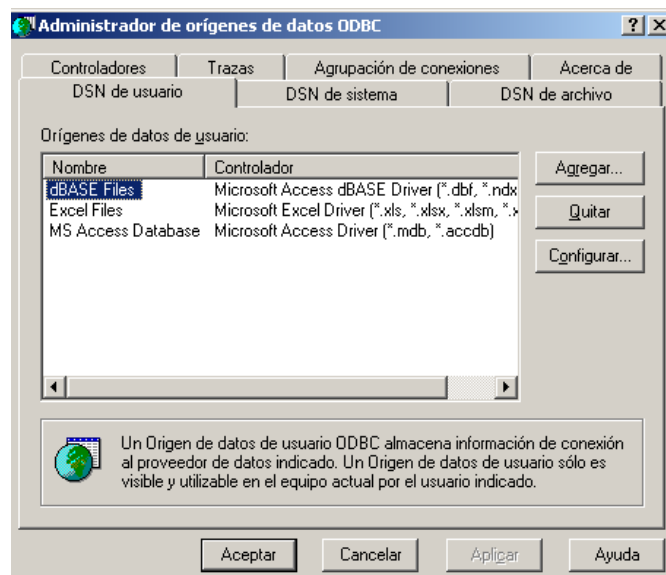 Administrador de orígenes de datos ODBC
Controladores Trazas Agrupación de conexiones Acerca de
DSN de usuario DSN de sistema DSN de archivo
Orígenes de datos de usuario:
Nombre Controlador
dBASE Files Microsoft Access dBASE Driver (*.dbf, *.ndx
Excel Files Microsoft Excel Driver (*.xls, *.xlsx, *.xlsm, *.x
MS Access Database Microsoft Access Driver (*.mdb, *.accdb)
Agregar...
Quitar
Configurar...
Un Origen de datos de usuario ODBC almacena información de conexión
al proveedor de datos indicado. Un Origen de datos de usuario sólo es
visible y utilizable en el equipo actual por el usuario indicado.
Aceptar Cancelar Aplicar Ayuda